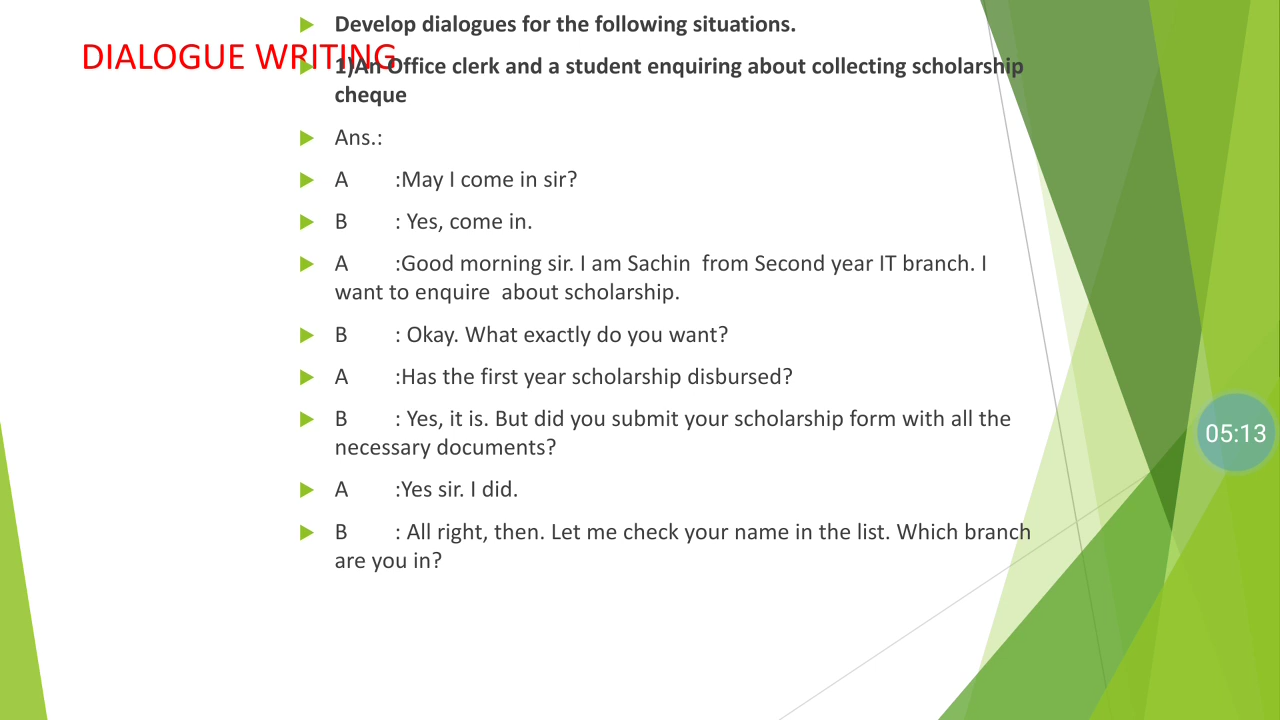 DIALOGUE WRITING
Develop dialogues for the following situations.
1)An Office clerk and a student enquiring about collecting scholarship
cheque
Ans.:
A :May I come in sir?
B : Yes, come in.
A :Good morning sir. I am Sachin from Second year IT branch. I
want to enquire about scholarship.
B : Okay. What exactly do you want?
A :Has the first year scholarship disbursed?
B : Yes, it is. But did you submit your scholarship form with all the
necessary documents?
A :Yes sir. I did.
B : All right, then. Let me check your name in the list. Which branch
are you in?
05:13